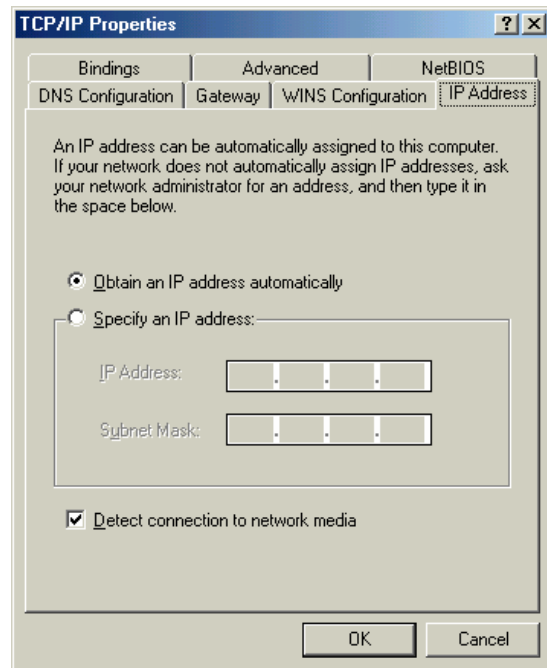 TCP/IP Properties ? ×
Bindings Advanced NetBIOS
DNS Configuration Gateway WINS Configuration IP Address
An IP address can be automatically assigned to this computer.
If your network does not automatically assign IP addresses, ask
your network administrator for an address, and then type it in
the space below.
Obtain an IP address automatically
Specify an IP address:
IP Address: . . .
Subnet Mask: . . .
Detect connection to network media
OK Cancel